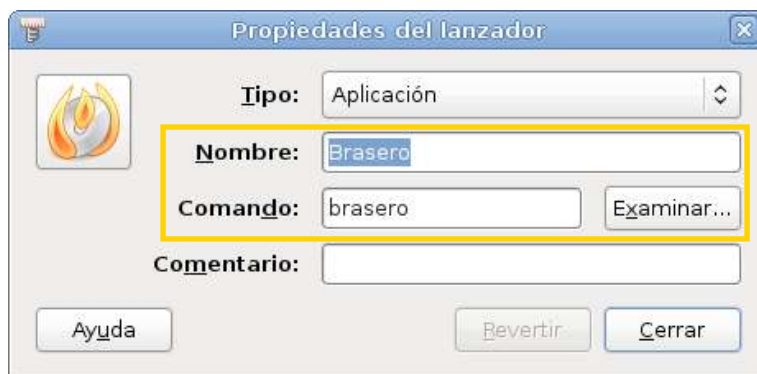 Propiedades del lanzador
Tipo: Aplicación
Nombre: Brasero
Comando: brasero Examinar...
Comentario:
Ayuda Revertir Cerrar